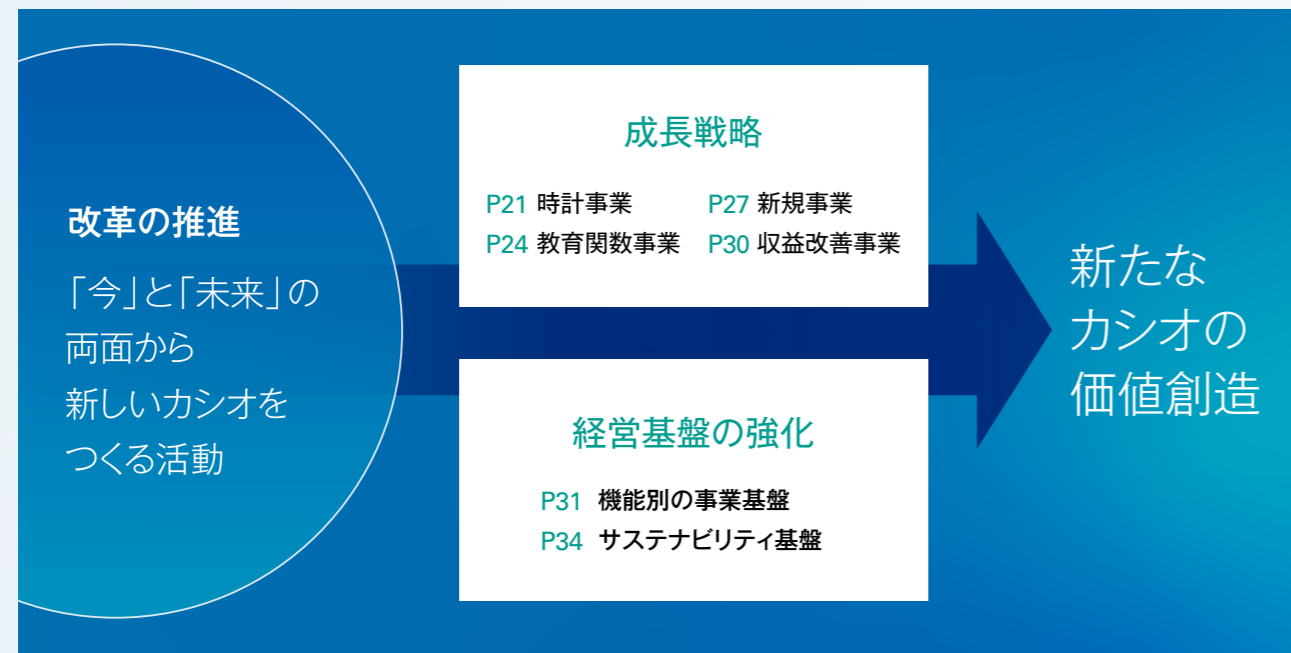 改革の推進
「今」と「未来」の
両面から
新しいカシオを
つくる活動
成長戦略
P21 時計事業
P27 新規事業
P24 教育関数事業
P30 収益改善事業
経営基盤の強化
P31 機能別の事業基盤
P34 サステナビリティ基盤
新たな
カシオの
価値創造